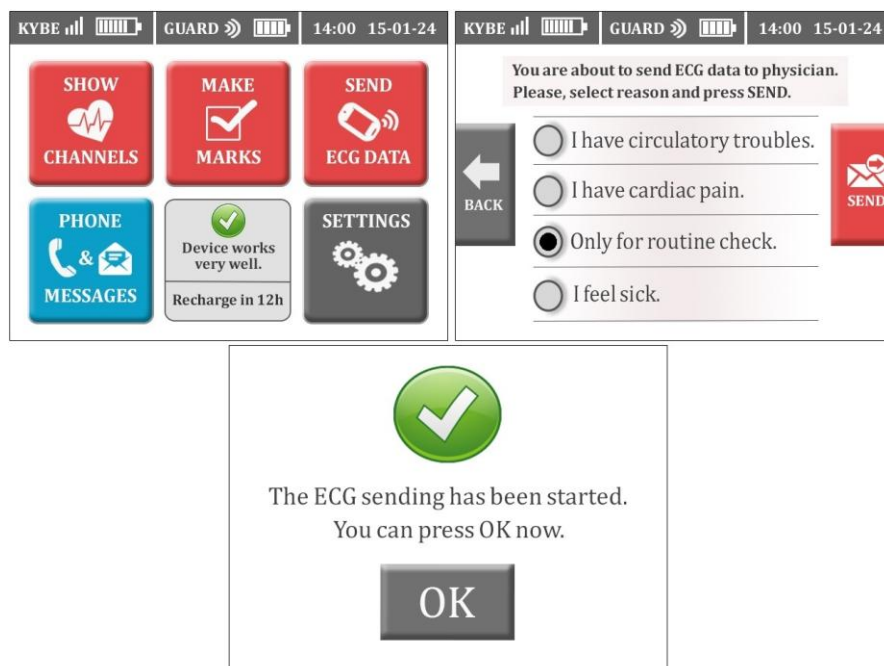 KYBE GUARD 14:00 15-01-24
SHOW
CHANNELS
MAKE
MARKS
SEND
ECG DATA
PHONE
&
MESSAGES
Device works
very well.
Recharge in 12h
SETTINGS
KYBE GUARD 14:00 15-01-24
You are about to send ECG data to physician.
Please, select reason and press SEND.
BACK
I have circulatory troubles.
I have cardiac pain.
Only for routine check.
I feel sick.
SEND
The ECG sending has been started.
You can press OK now.
OK